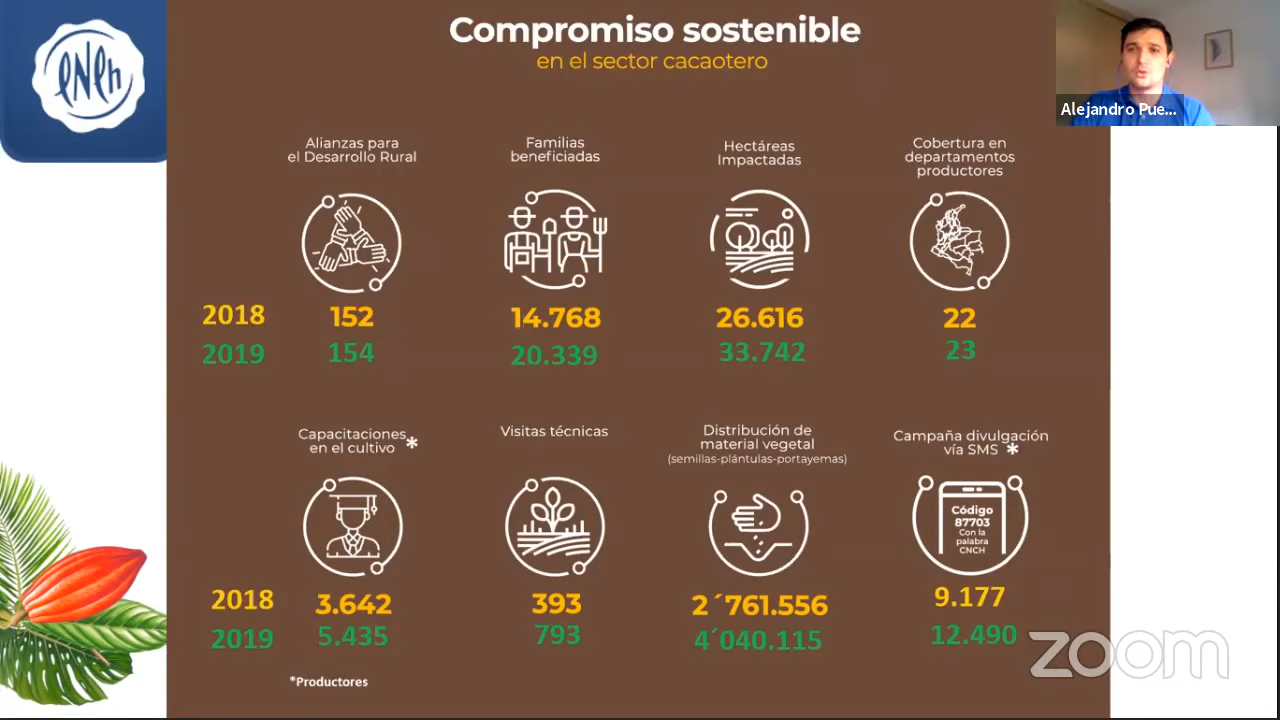 Compromiso sostenible
en el sector cacaotero
Alejandro Pue...
CNCh
Alianzas para
el Desarrollo Rural
Familias
beneficiadas
Hectáreas
Impactadas
Cobertura en
departamentos
productores
2018 152 14.768 26.616 22
2019 154 20.339 33.742 23
Capacitaciones
en el cultivo *
Visitas técnicas
Distribución de
material vegetal
(semillas-plántulas-portayemas)
Campaña divulgación
vía SMS *
Código
87703
Con la
palabra
CNCH
2018 3.642 393 2´761.556 9.177
2019 5.435 793 4´040.115 12.490
*Productores
zoom